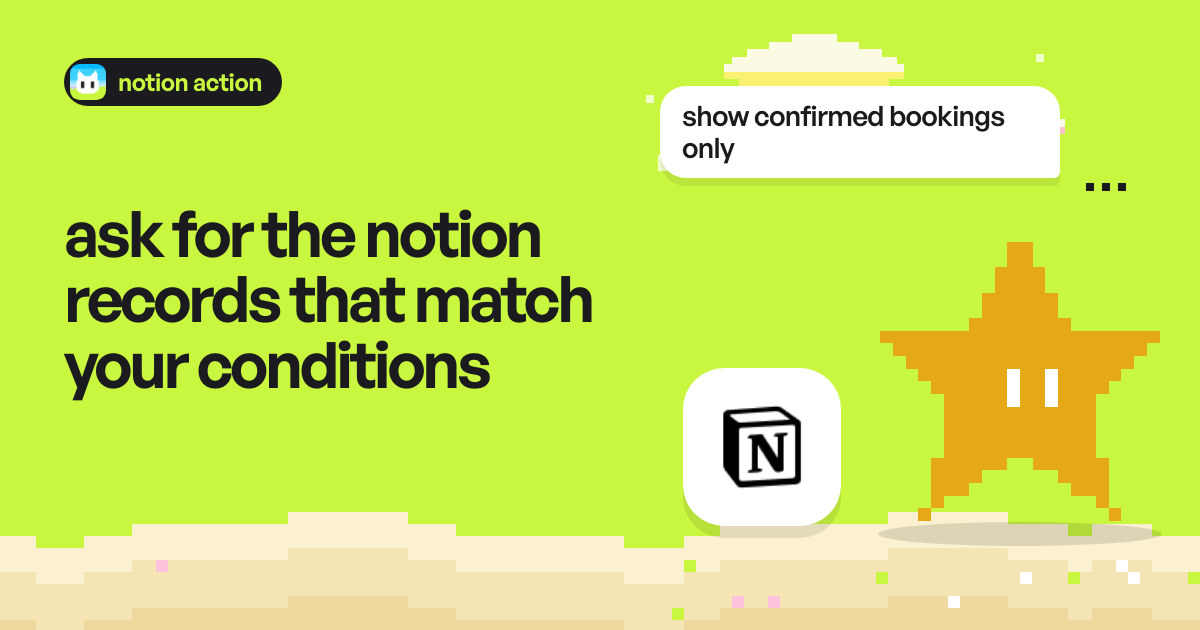 notion action
show confirmed bookings
only
ask for the notion
records that match
your conditions
N